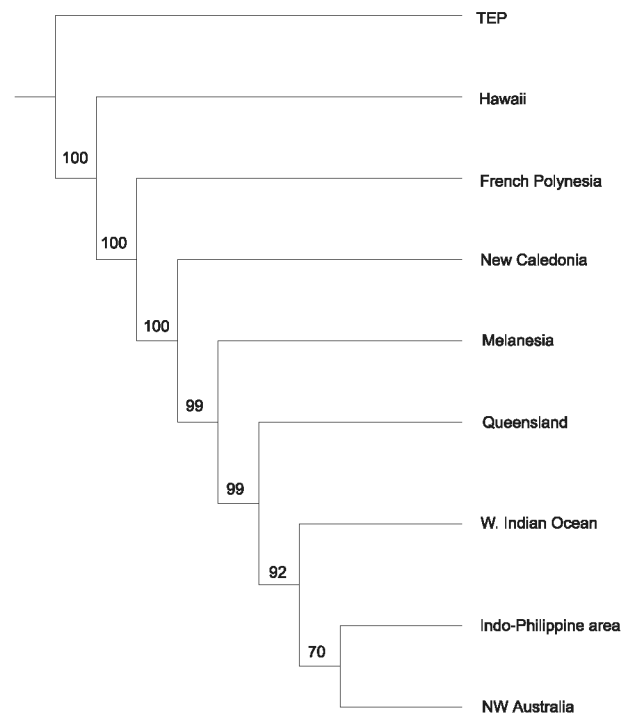 TEP
Hawaii
100
French Polynesia
100
New Caledonia
100
Melanesia
99
Queensland
99
W. Indian Ocean
92
Indo-Philippine area
70
NW Australia